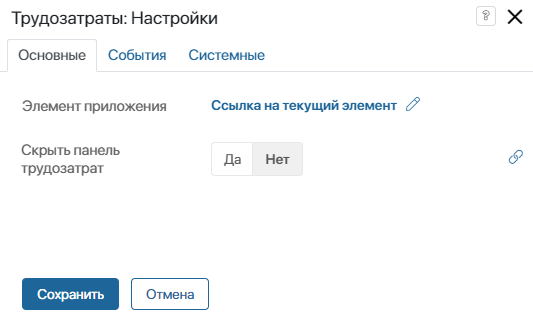 Трудозатраты: Настройки
?
Основные События Системные
Элемент приложения Ссылка на текущий элемент
Скрыть панель
трудозатрат
Да Нет
Сохранить Отмена